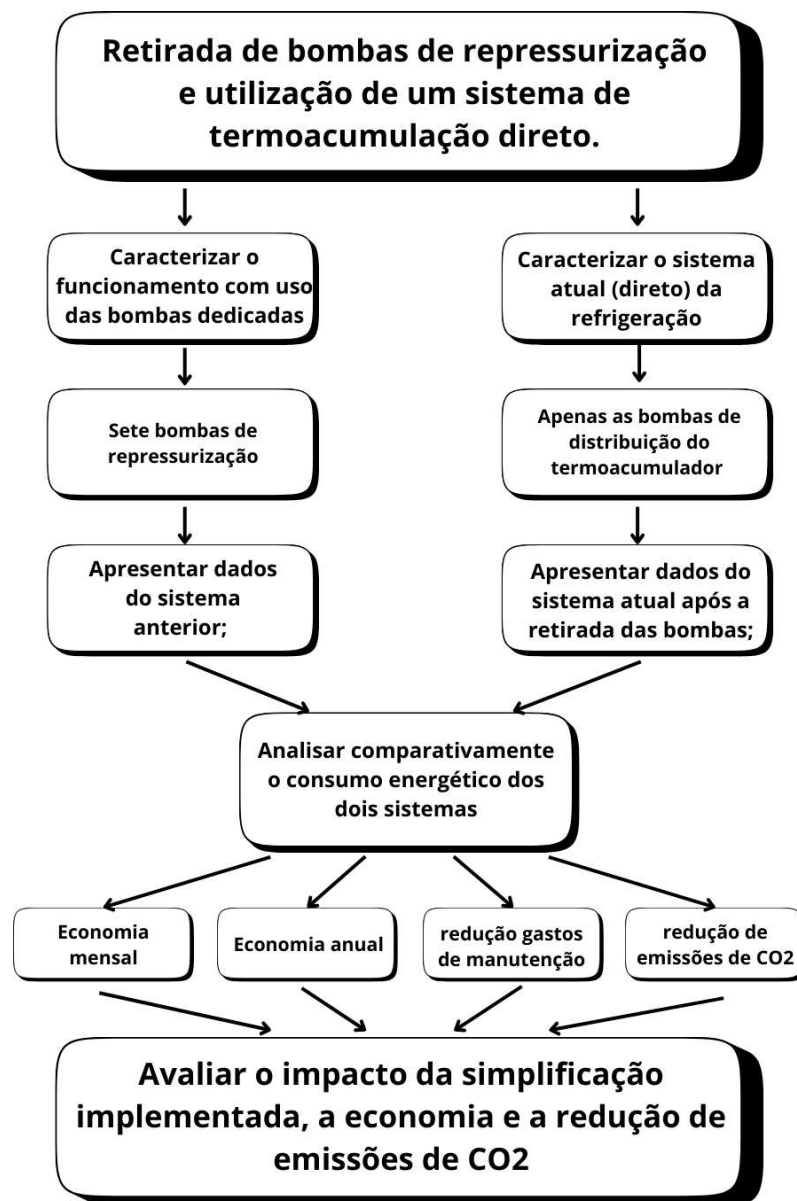 Retirada de bombas de repressurização
e utilização de um sistema de
termoacumulação direto.
Caracterizar o
funcionamento com uso
das bombas dedicadas
Caracterizar o sistema
atual (direto) da
refrigeração
Sete bombas de
repressurização
Apenas as bombas de
distribuição do
termoacumulador
Apresentar dados
do sistema
anterior;
Apresentar dados do
sistema atual após a
retirada das bombas;
Analisar comparativamente
o consumo energético dos
dois sistemas
Economia
mensal
Economia anual
redução gastos
de manutenção
redução de
emissões de CO2
Avaliar o impacto da simplificação
implementada, a economia e a redução de
emissões de CO2